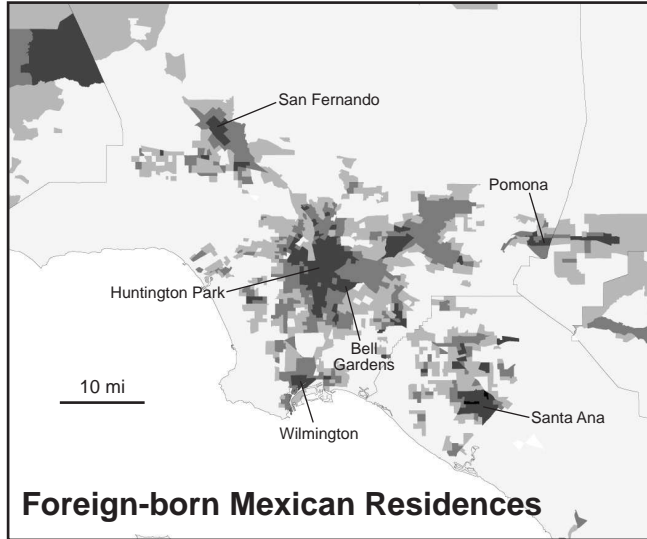 San Fernando
Pomona
Huntington Park
Bell
Gardens
10 mi
Santa Ana
Wilmington
Foreign-born Mexican Residences